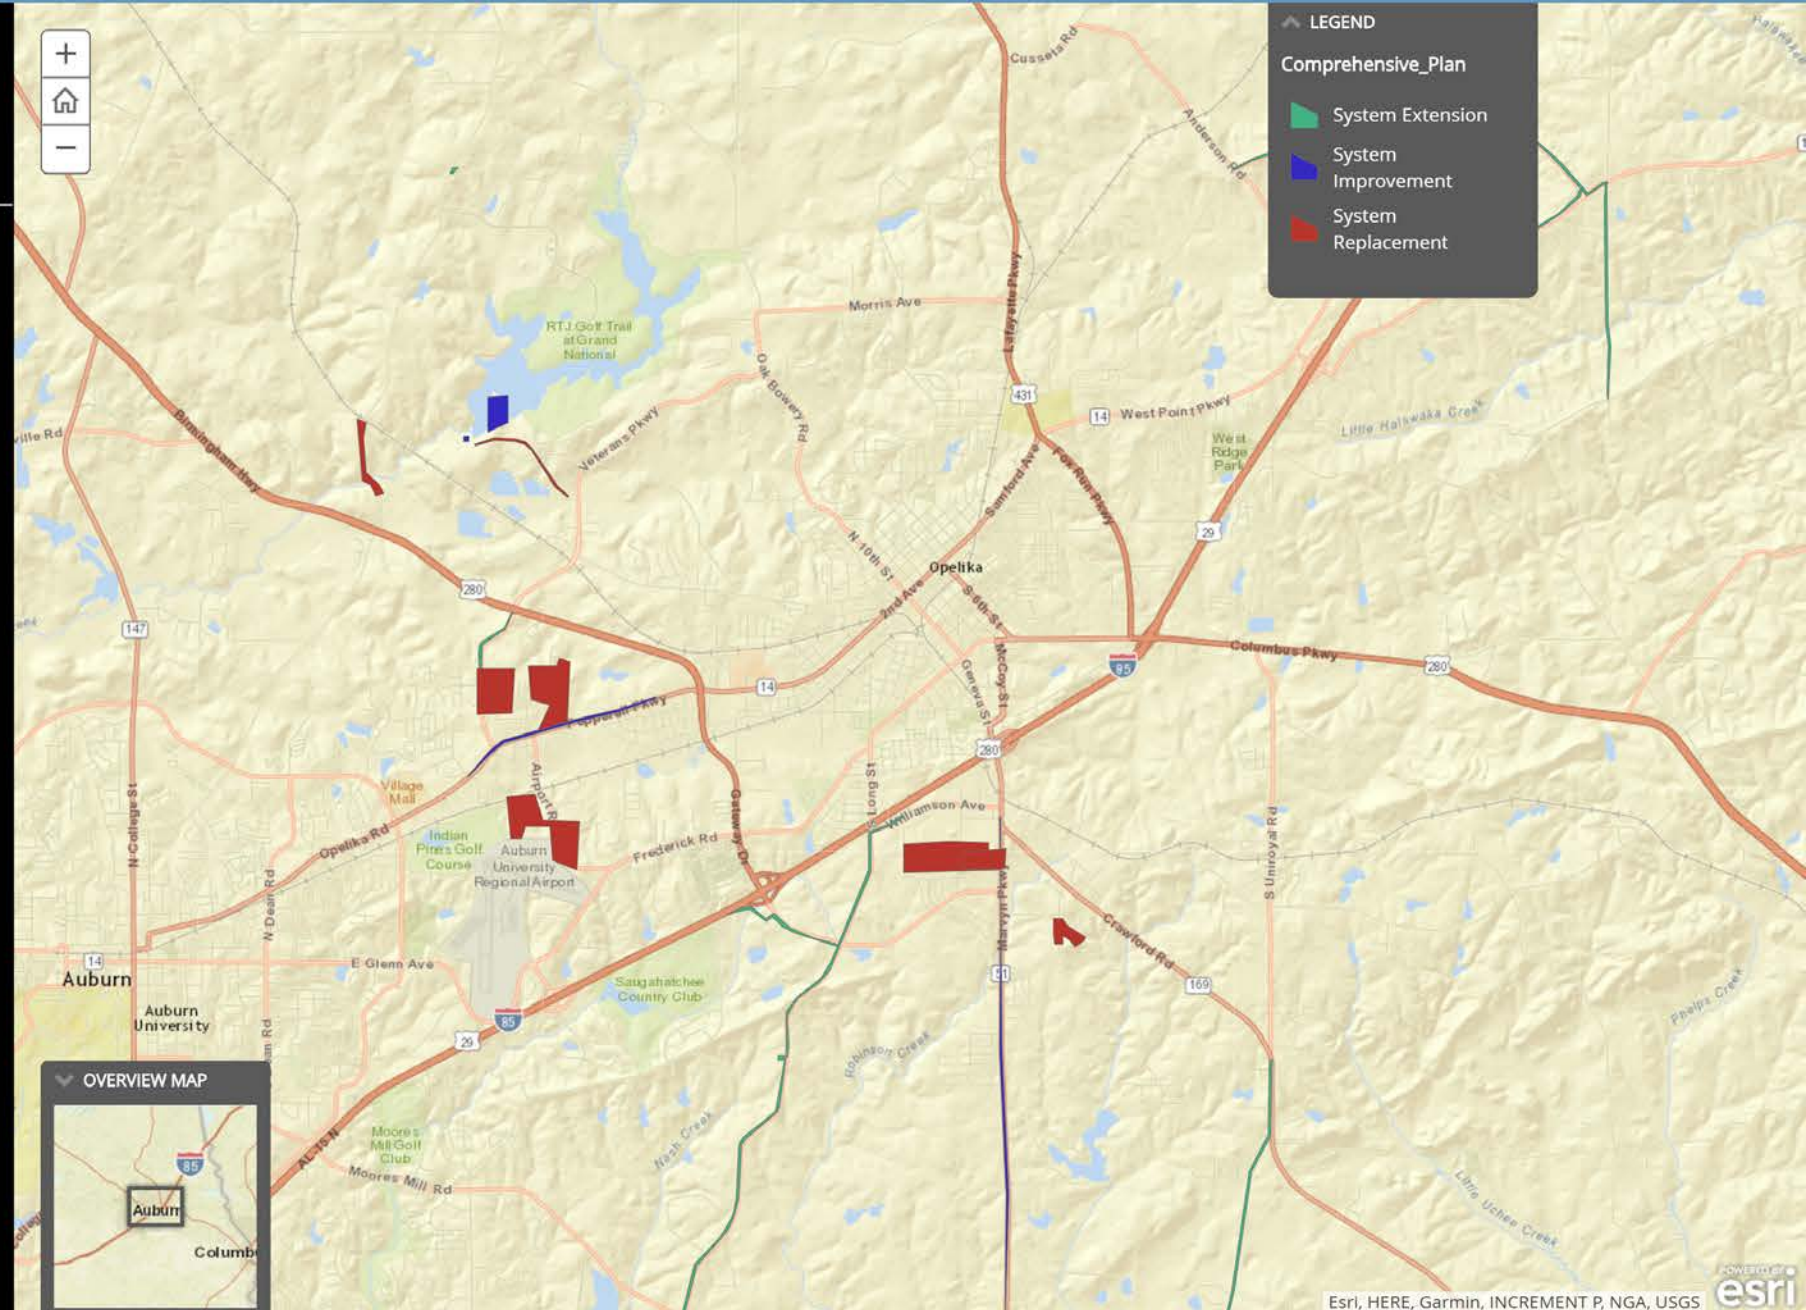 LEGEND
Comprehensive_Plan
System Extension
System
Improvement
System
Replacement
Cusseta Rd
Anderson Rd
Halawakee
Lafayette Pkwy
Morris Ave
RTJ Golf Trail
at Grand
National
Oak Bowery Rd
Veterans Pkwy
431
14
West Point Pkwy
Little Halawaka Creek
West
Ridge
Park
ville Rd
Birmingham Hwy
Sanford Ave
Fox Run Pkwy
29
N 10th St
Opelika
280
2nd Ave
S 6th St
147
McCoy St
Columbus Pkwy
280
85
Geneva St
14
Pepperell Pkwy
280
Village
Mall
Airport R
Gateway Dr
S Long St
Williamson Ave
N College St
Opelika Rd
Indian
Pines Golf
Course
Auburn
University
Regional Airport
Frederick Rd
S Uniroyal Rd
N Dean Rd
Marvyn Pkwy
Crawford Rd
14
E Glenn Ave
51
Auburn
Saugahatchee
Country Club
169
Phelps Creek
Auburn
University
85
29
ean Rd
Robinson Creek
OVERVIEW MAP
Moores
Mill Golf
Club
Nash Creek
AL-15 N
Moores Mill Rd
85
Auburn
Columb
Little Uchee Creek
POWERED BY
esri
Esri, HERE, Garmin, INCREMENT P, NGA, USGS